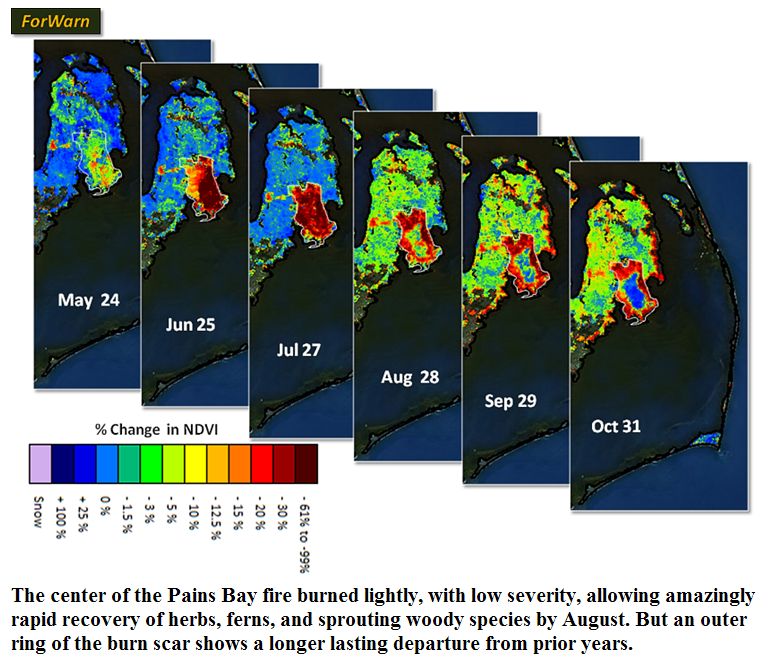 ForWarn
May 24
Jun 25
Jul 27
Aug 28
Sep 29
Oct 31
% Change in NDVI
Snow
+ 100 %
+ 25 %
0 %
- 1.5 %
- 3 %
- 5 %
- 10 %
- 12.5 %
- 15 %
- 20 %
- 30 %
- 61% to -99%
The center of the Pains Bay fire burned lightly, with low severity, allowing amazingly
rapid recovery of herbs, ferns, and sprouting woody species by August. But an outer
ring of the burn scar shows a longer lasting departure from prior years.